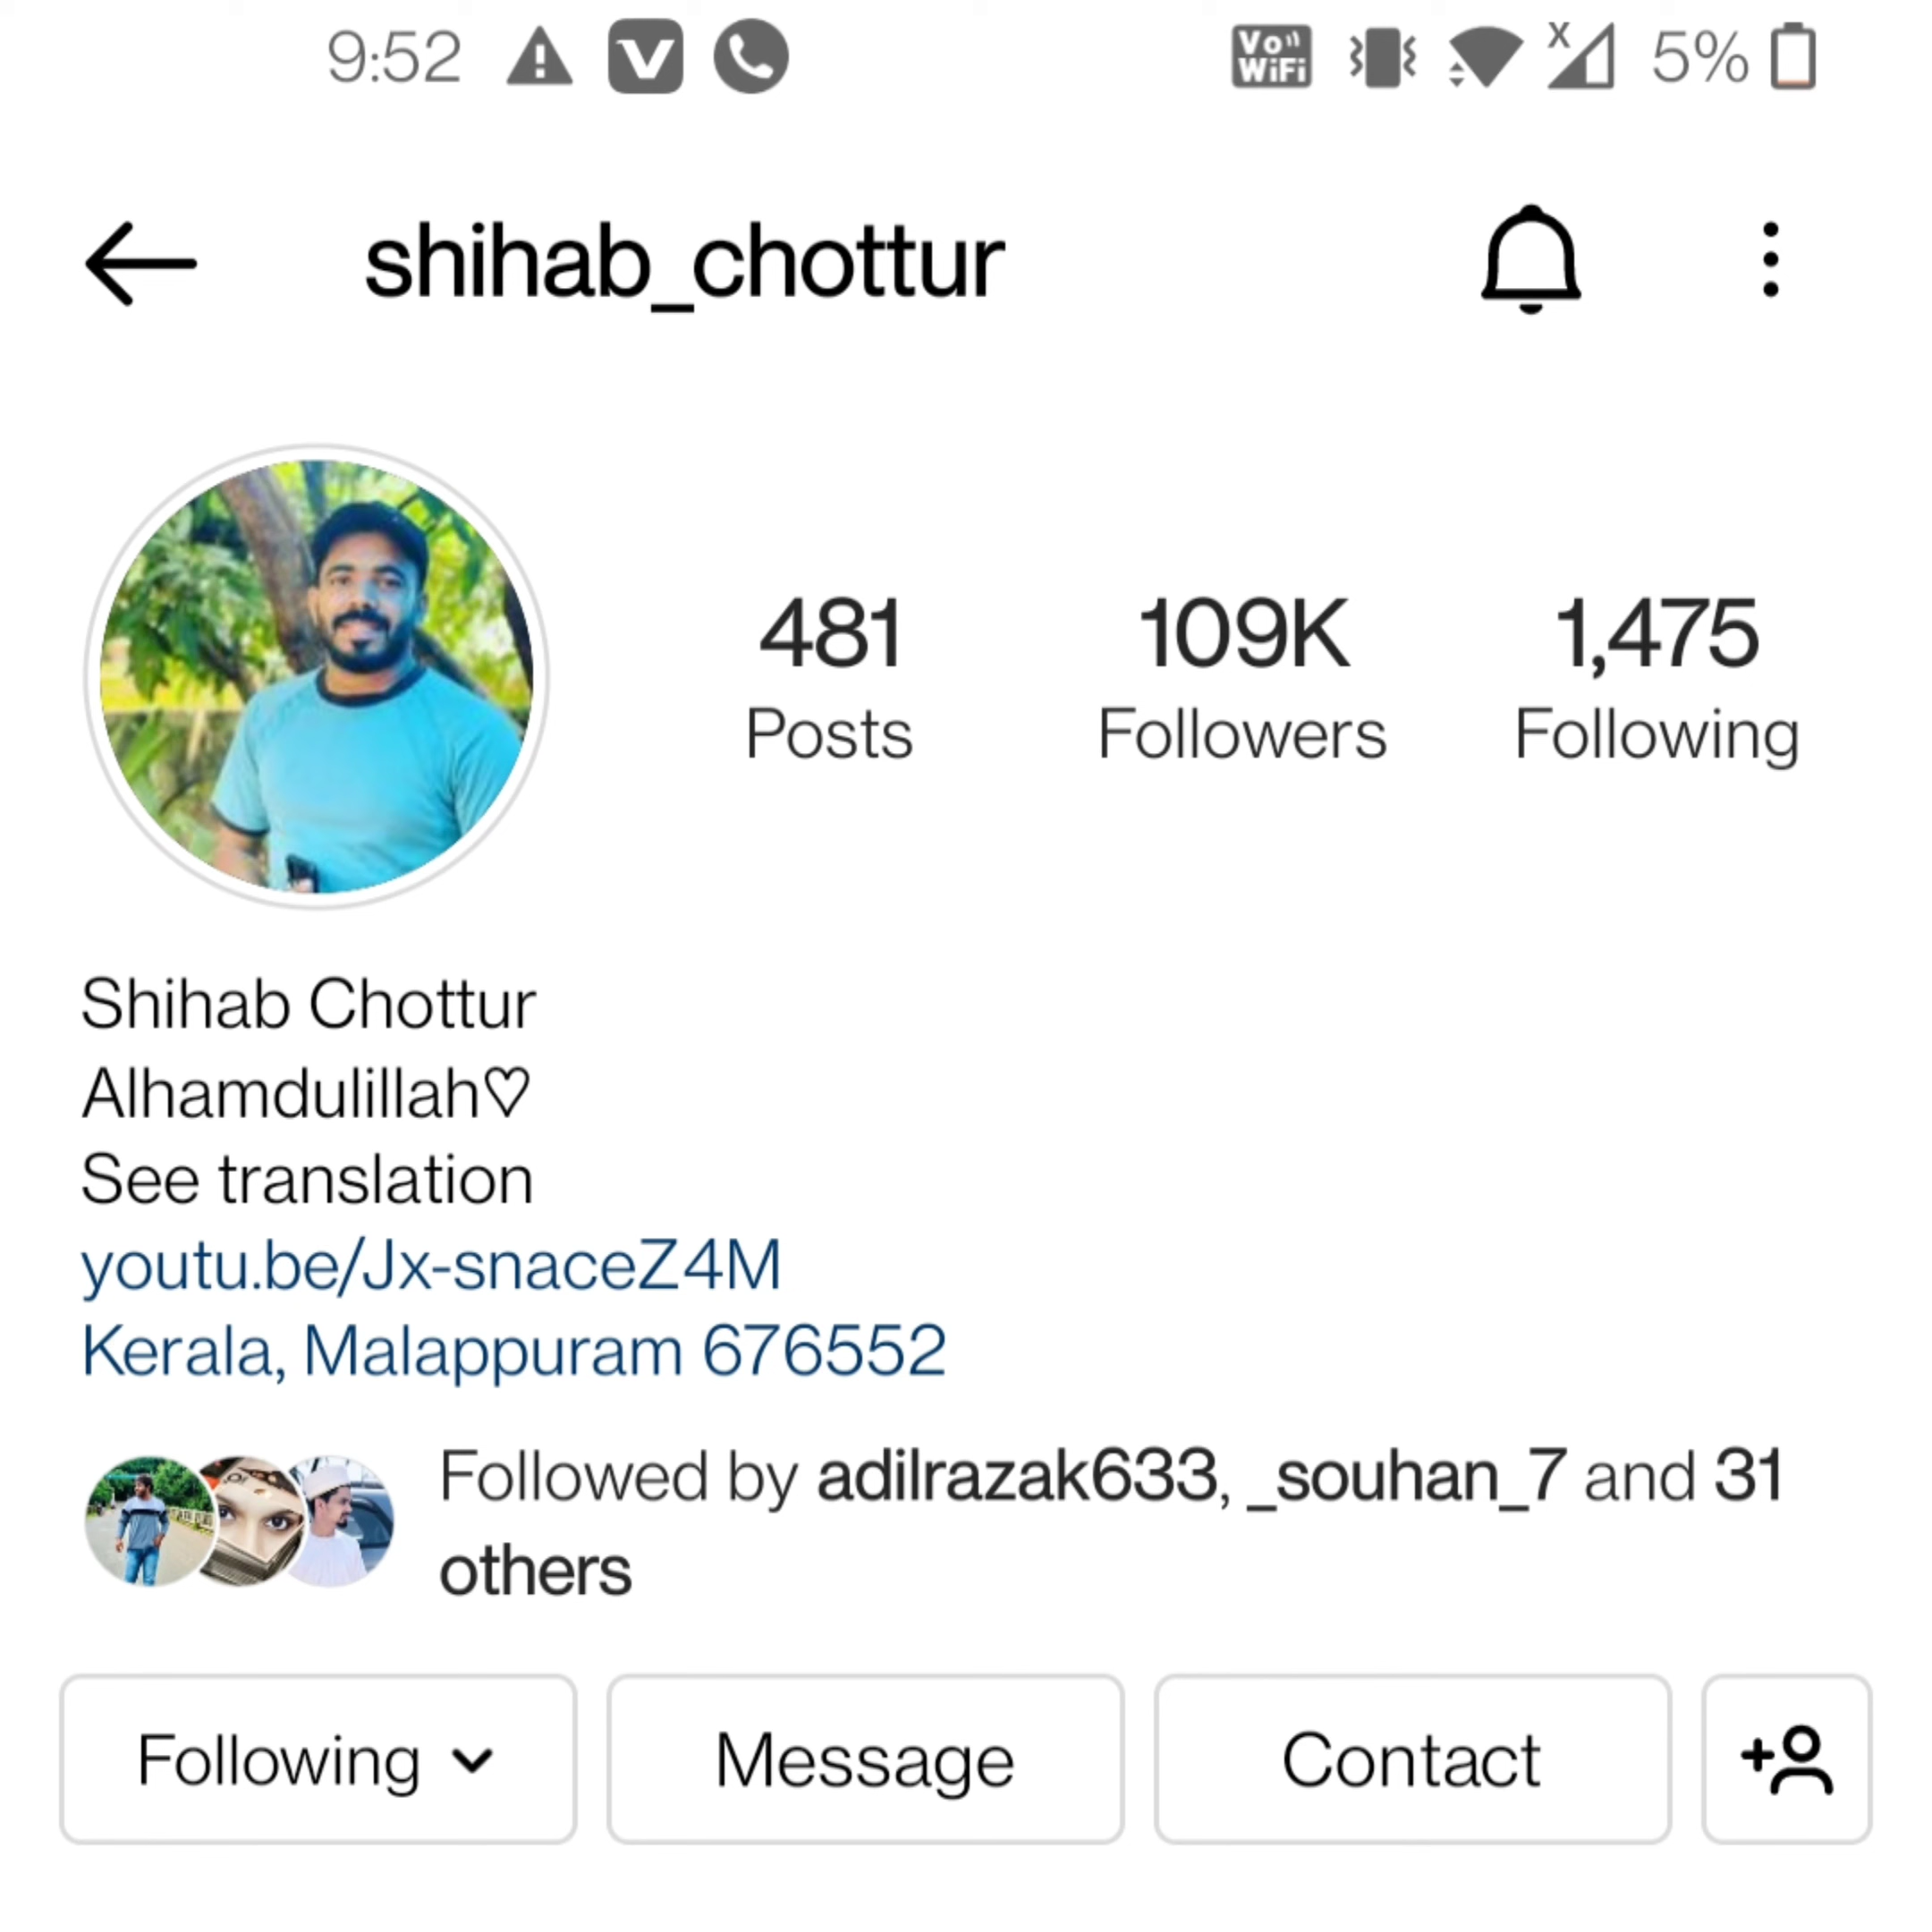 9:52 Vo WiFi x 5%
shihab_chottur
481 109K 1,475
Posts Followers Following
Shihab Chottur
Alhamdulillah♡
See translation
youtu.be/Jx-snaceZ4M
Kerala, Malappuram 676552
Followed by adilrazak633, _souhan_7 and 31
others
Following Message Contact